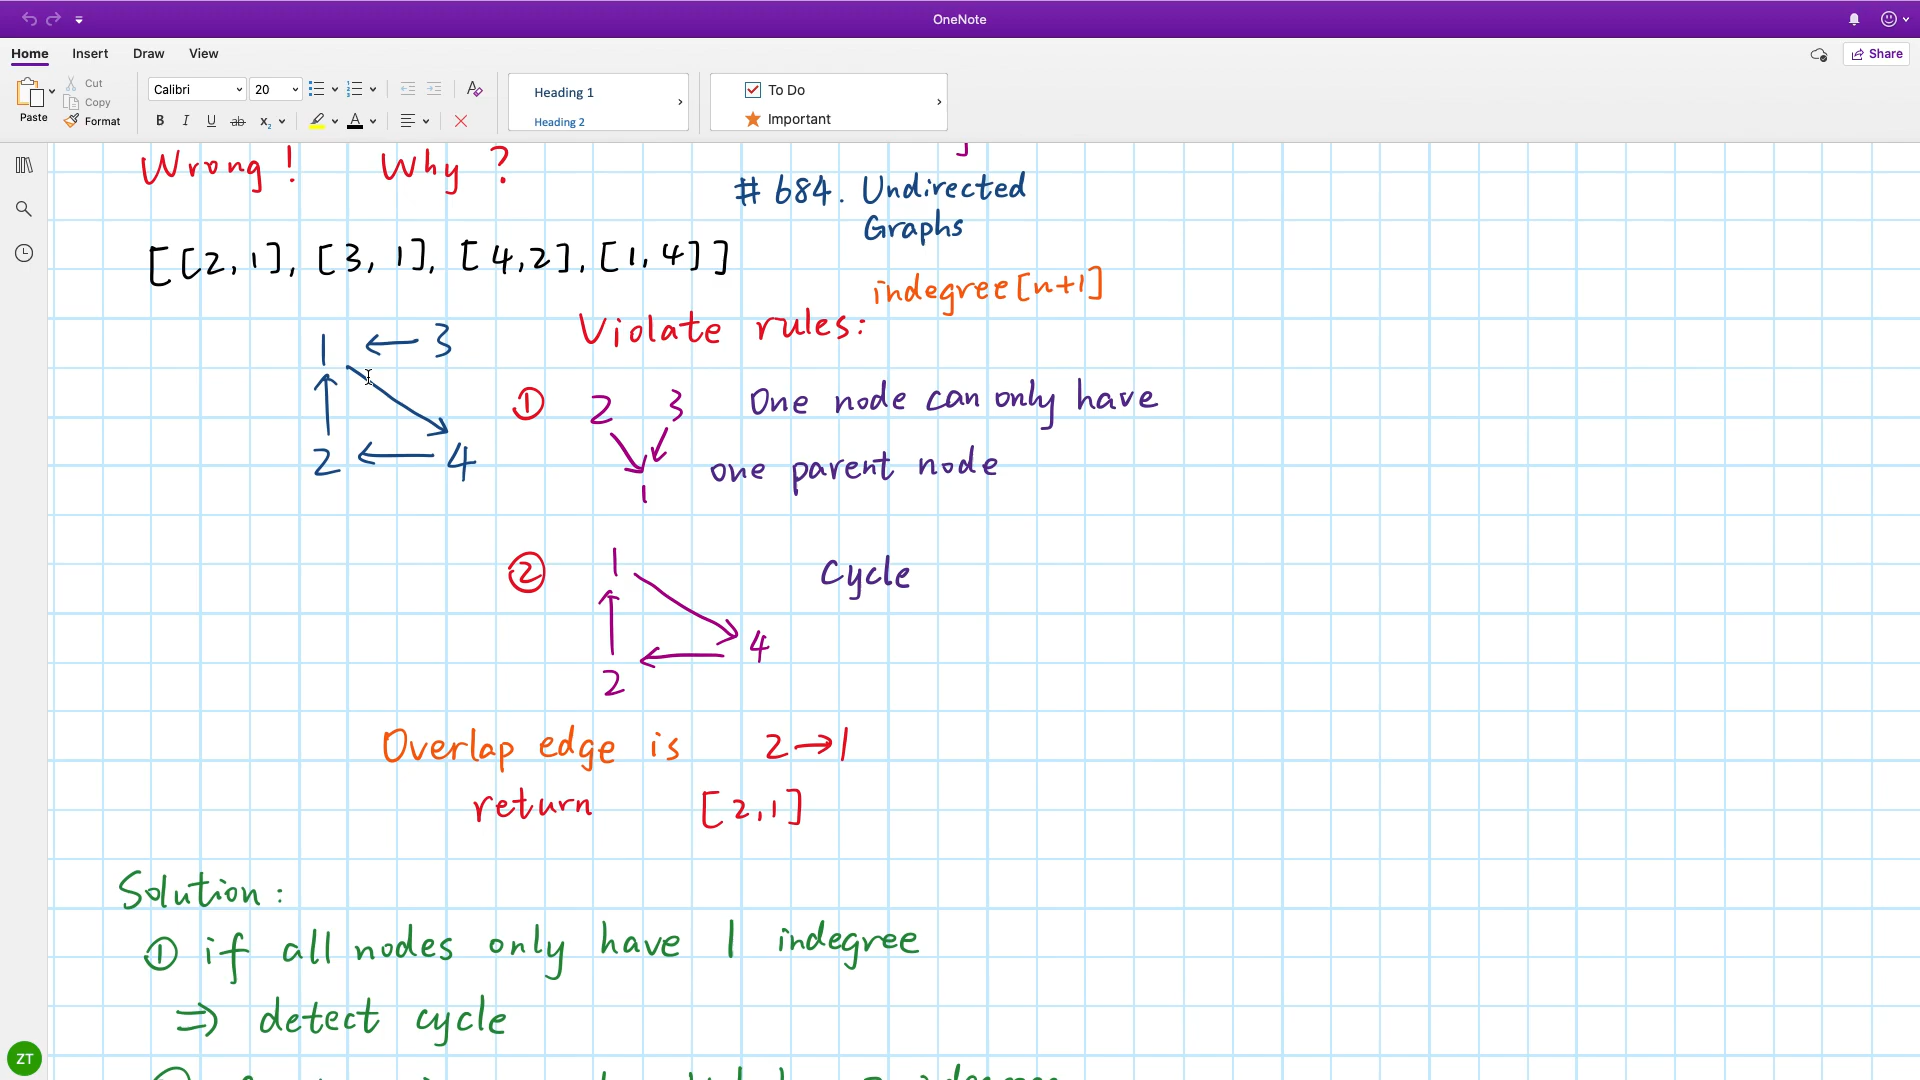 OneNote
Home Insert Draw View
Share
Paste
Cut
Copy
Format
Calibri 20
B I U ab x₂ A
Heading 1
Heading 2
To Do
Important
Wrong! Why?
# 684. Undirected
Graphs
[[2,1], [3,1], [4,2], [1,4]]
indegree[n+1]
Violate rules:
1 ← 3
2 ← 4
① 2 3 One node can only have
one parent node
1
② 1 Cycle
4
2
Overlap edge is 2→1
return [2,1]
Solution:
① if all nodes only have 1 indegree
⇒ detect cycle
ZT